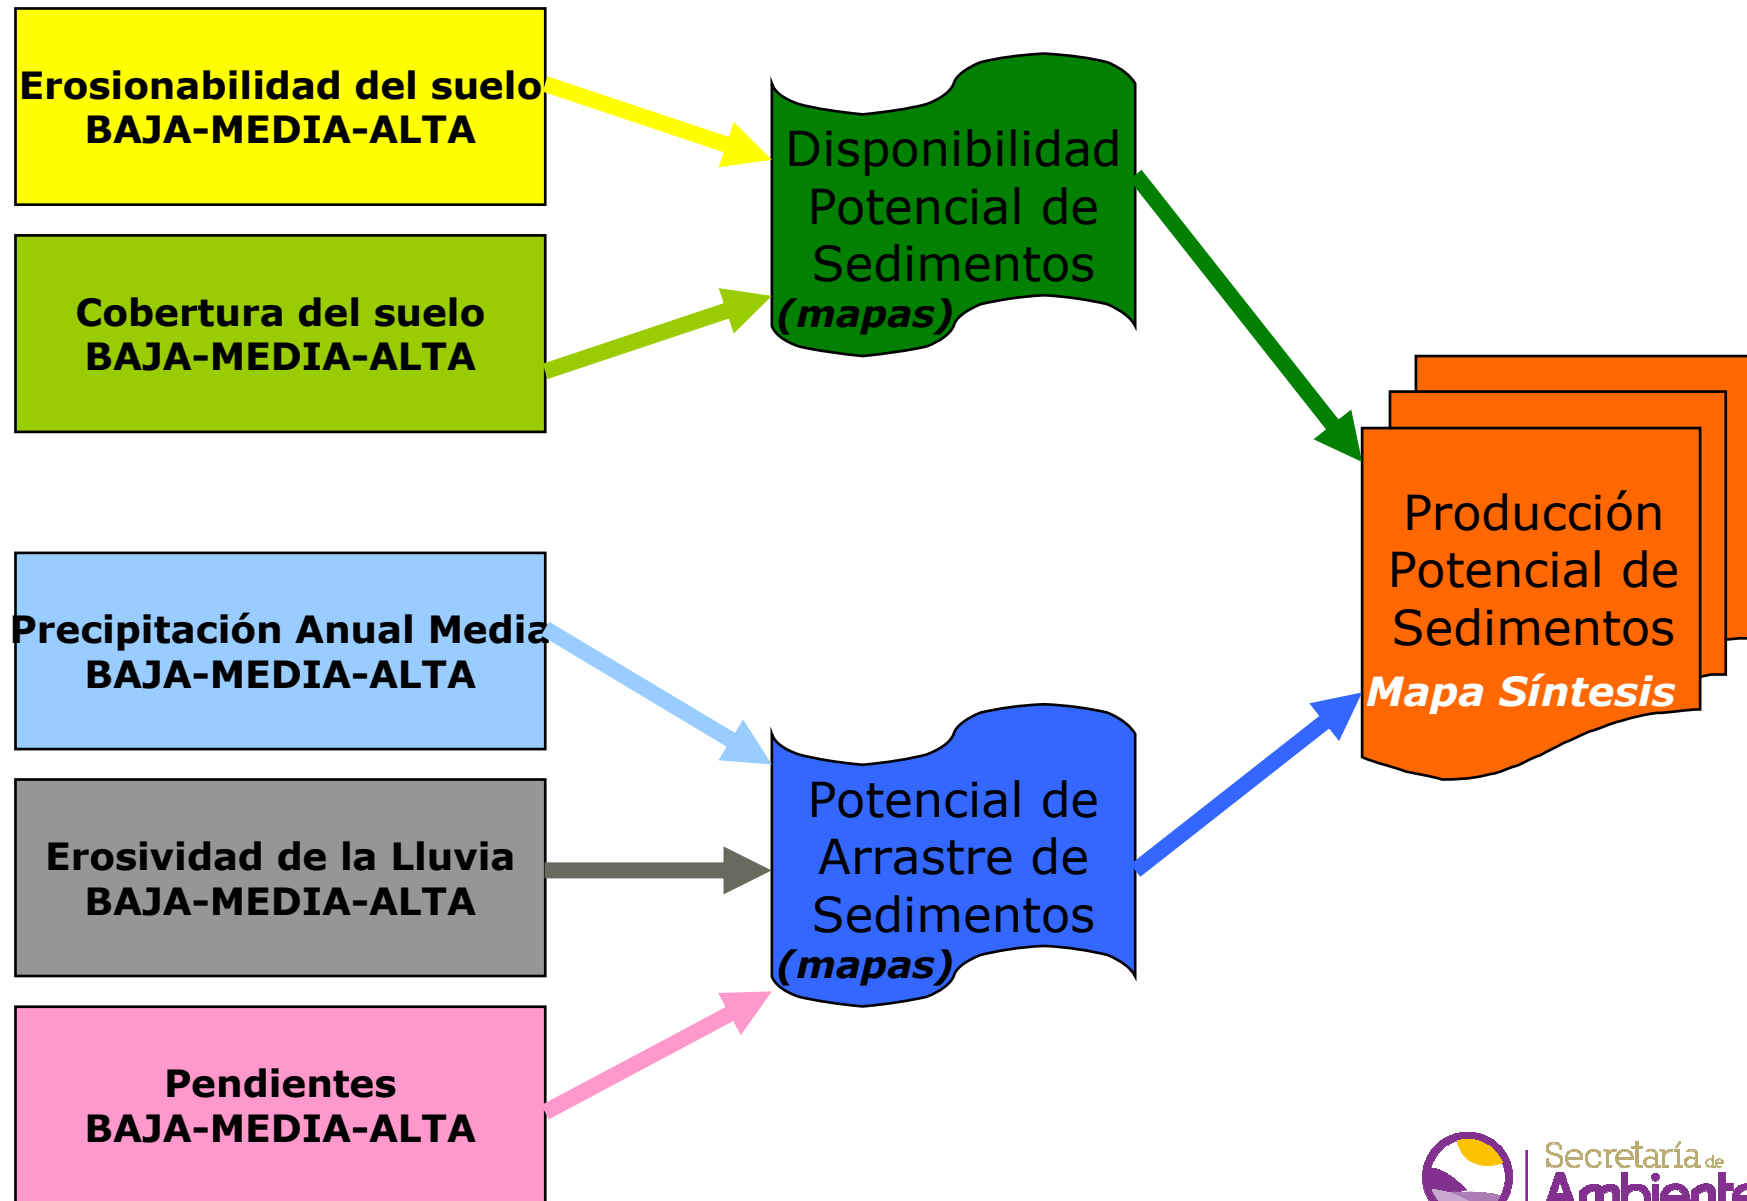 Erosionabilidad del suelo
BAJA-MEDIA-ALTA
Cobertura del suelo
BAJA-MEDIA-ALTA
Precipitación Anual Media
BAJA-MEDIA-ALTA
Erosividad de la Lluvia
BAJA-MEDIA-ALTA
Pendientes
BAJA-MEDIA-ALTA
Disponibilidad
Potencial de
Sedimentos
(mapas)
Potencial de
Arrastre de
Sedimentos
(mapas)
Producción
Potencial de
Sedimentos
Mapa Síntesis
Secretaría de
Ambiente